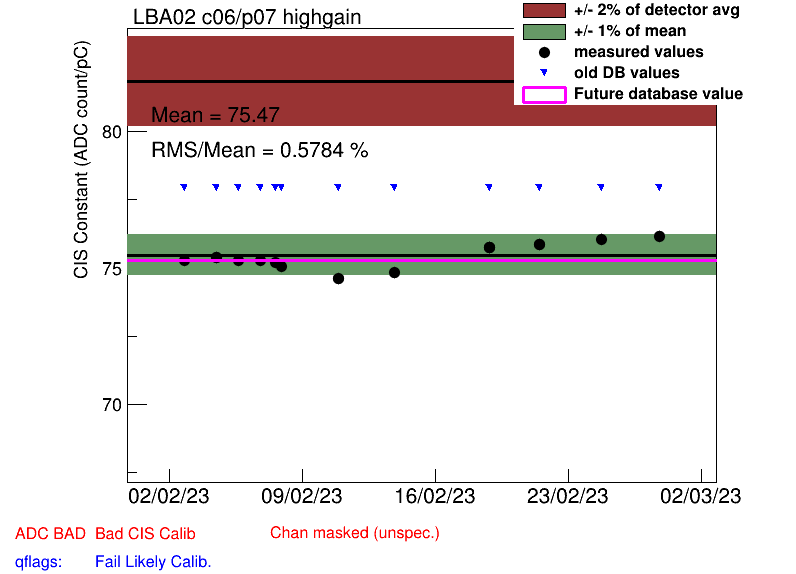 LBA02 c06/p07 highgain
+/- 2% of detector avg
+/- 1% of mean
measured values
old DB values
Future database value
CIS Constant (ADC count/pC)
Mean = 75.47
RMS/Mean = 0.5784 %
80
75
70
02/02/23 09/02/23 16/02/23 23/02/23 02/03/23
ADC BAD Bad CIS Calib Chan masked (unspec.)
qflags: Fail Likely Calib.